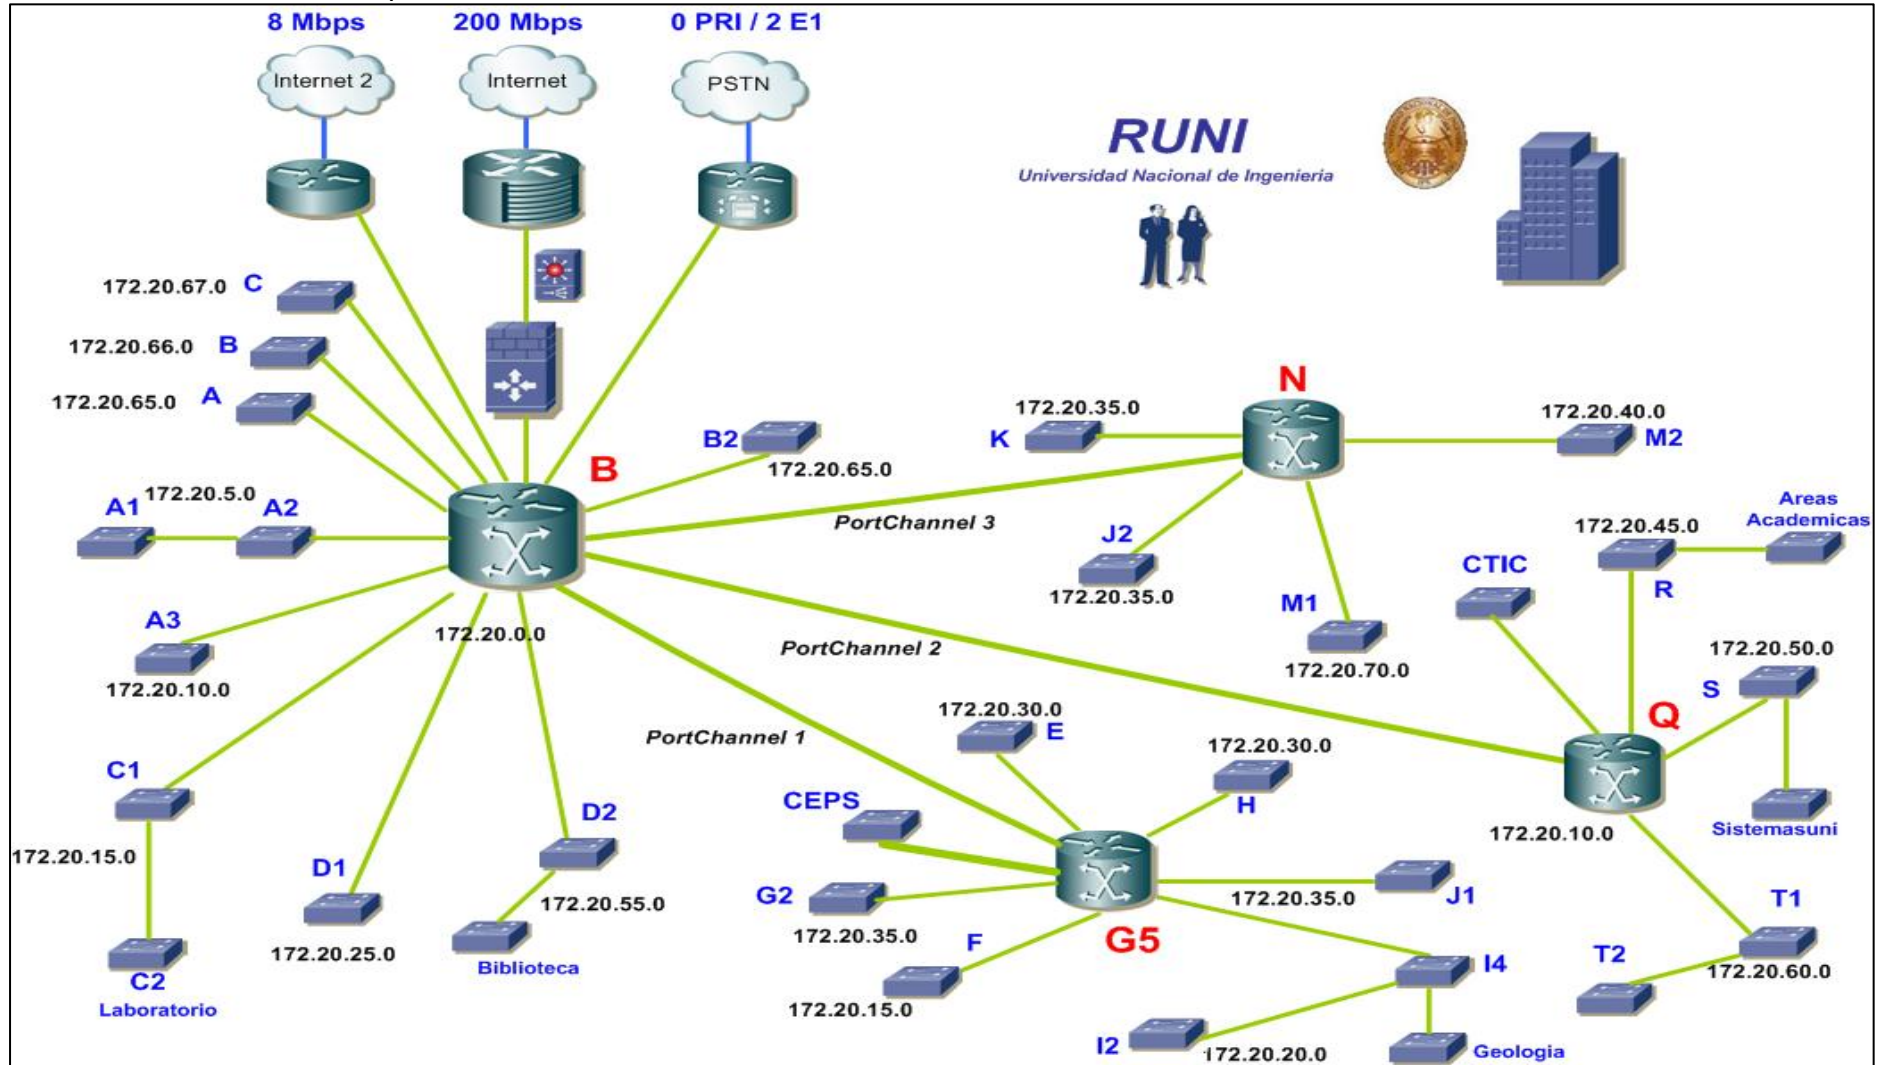 8 Mbps
200 Mbps
0 PRI / 2 E1
Internet 2
Internet
PSTN
RUNI
Universidad Nacional de Ingenieria
172.20.67.0
C
172.20.66.0
B
172.20.65.0
A
B2
172.20.65.0
B
N
172.20.35.0
K
172.20.40.0
M2
172.20.5.0
A1
A2
PortChannel 3
J2
172.20.35.0
M1
172.20.70.0
Areas
Academicas
172.20.45.0
R
CTIC
A3
172.20.10.0
172.20.0.0
PortChannel 2
172.20.50.0
S
Q
PortChannel 1
172.20.30.0
E
172.20.30.0
H
C1
172.20.15.0
CEPS
D2
172.20.10.0
Sistemasuni
D1
172.20.25.0
172.20.55.0
Biblioteca
G2
172.20.35.0
172.20.35.0
J1
G5
F
172.20.15.0
I4
T1
T2
172.20.60.0
C2
Laboratorio
I2
172.20.20.0
Geologia